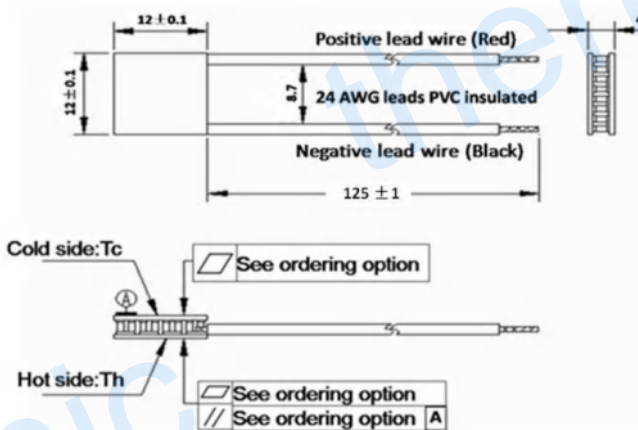 12±0.1
Positive lead wire (Red)
12±0.1
8.7
24 AWG leads PVC insulated
Negative lead wire (Black)
125 ±1
Cold side:Tc
See ordering option
A
Hot side:Th
See ordering option
// See ordering option A